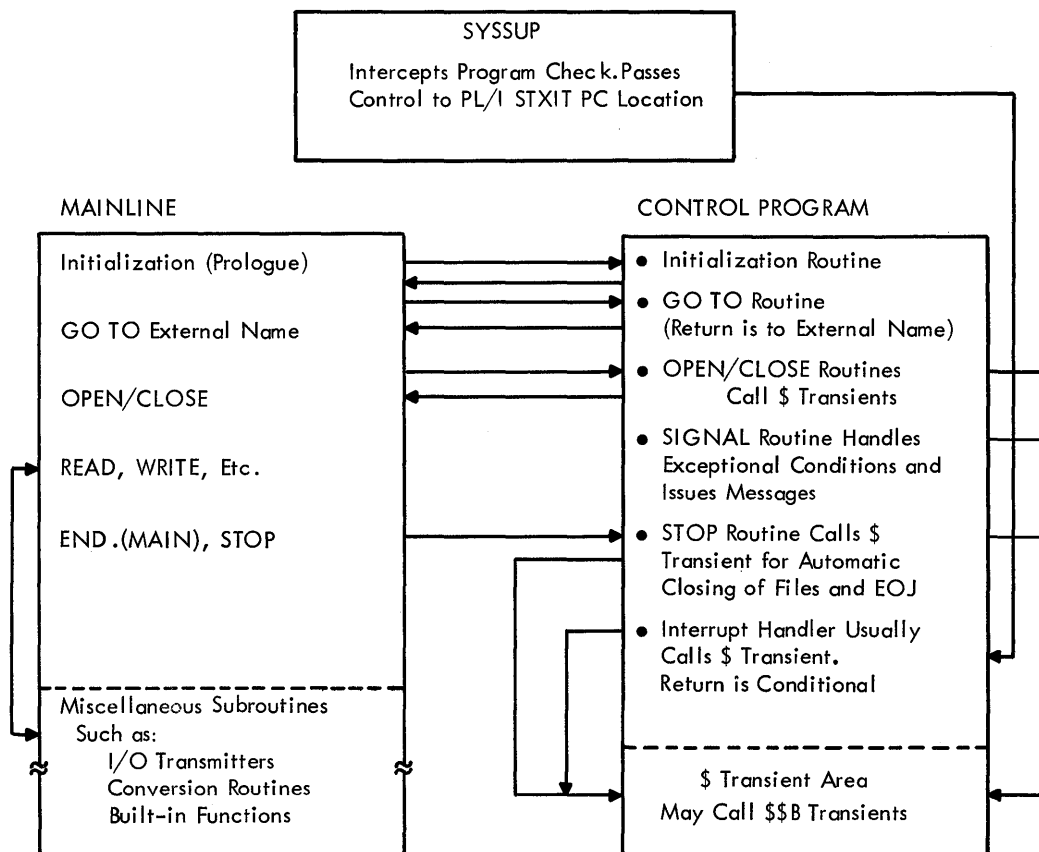 SYSSUP
Intercepts Program Check.Passes
Control to PL/I STXIT PC Location
MAINLINE
Initialization (Prologue)
GO TO External Name
OPEN/CLOSE
READ, WRITE, Etc.
END.(MAIN), STOP
Miscellaneous Subroutines
Such as:
I/O Transmitters
Conversion Routines
Built-in Functions
CONTROL PROGRAM
• Initialization Routine
• GO TO Routine
(Return is to External Name)
• OPEN/CLOSE Routines
Call $ Transients
• SIGNAL Routine Handles
Exceptional Conditions and
Issues Messages
• STOP Routine Calls $
Transient for Automatic
Closing of Files and EOJ
• Interrupt Handler Usually
Calls $ Transient.
Return is Conditional
$ Transient Area
May Call $$B Transients